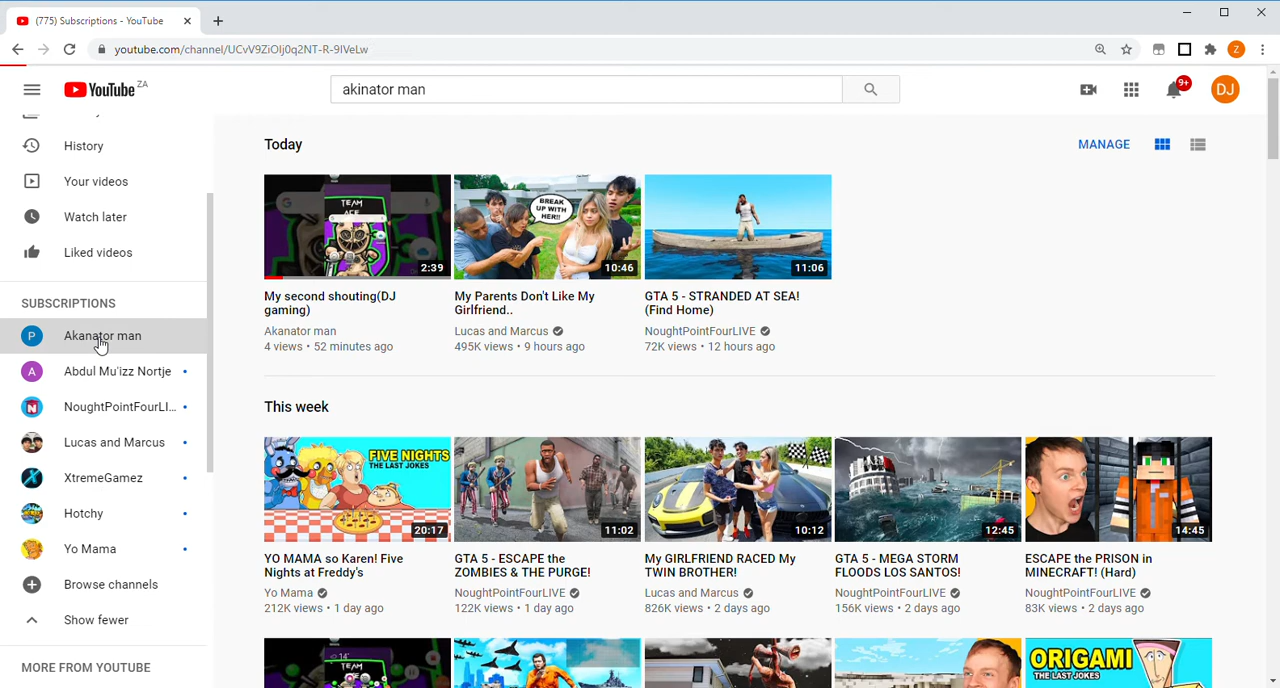 (775) Subscriptions - YouTube
youtube.com/channel/UCvV9ZiOIj0q2NT-R-9IVeLw
Z
YouTube ZA
akinator man
9+
DJ
History
Your videos
Watch later
Liked videos
SUBSCRIPTIONS
P Akanator man
A Abdul Mu'izz Nortje
NoughtPointFourLI...
Lucas and Marcus
XtremeGamez
Hotchy
Yo Mama
Browse channels
Show fewer
MORE FROM YOUTUBE
Today
MANAGE
TEAM
ACE
2:39
BREAK
UP WITH
HER!!
10:46
11:06
My second shouting(DJ
gaming)
Akanator man
4 views • 52 minutes ago
My Parents Don't Like My
Girlfriend..
Lucas and Marcus
495K views • 9 hours ago
GTA 5 - STRANDED AT SEA!
(Find Home)
NoughtPointFourLIVE
72K views • 12 hours ago
This week
FIVE NIGHTS
THE LAST JOKES
20:17
11:02
10:12
12:45
14:45
YO MAMA so Karen! Five
Nights at Freddy's
Yo Mama
212K views • 1 day ago
GTA 5 - ESCAPE the
ZOMBIES & THE PURGE!
NoughtPointFourLIVE
122K views • 1 day ago
My GIRLFRIEND RACED My
TWIN BROTHER!
Lucas and Marcus
826K views • 2 days ago
GTA 5 - MEGA STORM
FLOODS LOS SANTOS!
NoughtPointFourLIVE
156K views • 2 days ago
ESCAPE the PRISON in
MINECRAFT! (Hard)
NoughtPointFourLIVE
83K views • 2 days ago
TEAM
ORIGAMI
THE LAST JOKES